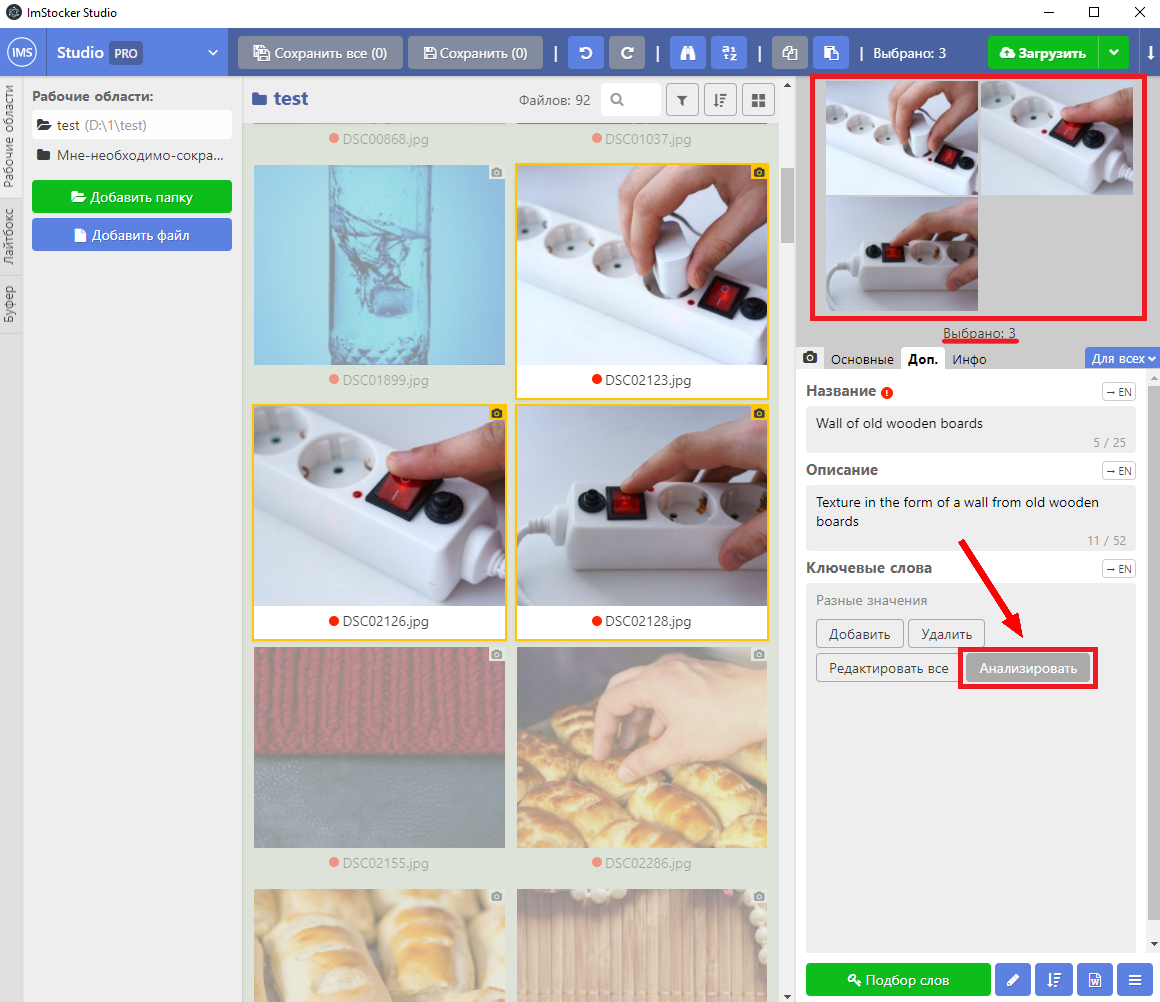 ImStocker Studio
IMS
Studio PRO
Сохранить все (0)
Сохранить (0)
Выбрано: 3
Загрузить
Рабочие области
Лайтбокс
Буфер
Рабочие области:
test (D:\1\test)
Мне-необходимо-сокра...
Добавить папку
Добавить файл
test
Файлов: 92
DSC00868.jpg
DSC01037.jpg
DSC01899.jpg
DSC02123.jpg
DSC02126.jpg
DSC02128.jpg
DSC02155.jpg
DSC02286.jpg
Выбрано: 3
Основные
Доп.
Инфо
Для всех
Название
→ EN
Wall of old wooden boards
5 / 25
Описание
→ EN
Texture in the form of a wall from old wooden
boards
11 / 52
Ключевые слова
→ EN
Разные значения
Добавить
Удалить
Редактировать все
Анализировать
Подбор слов